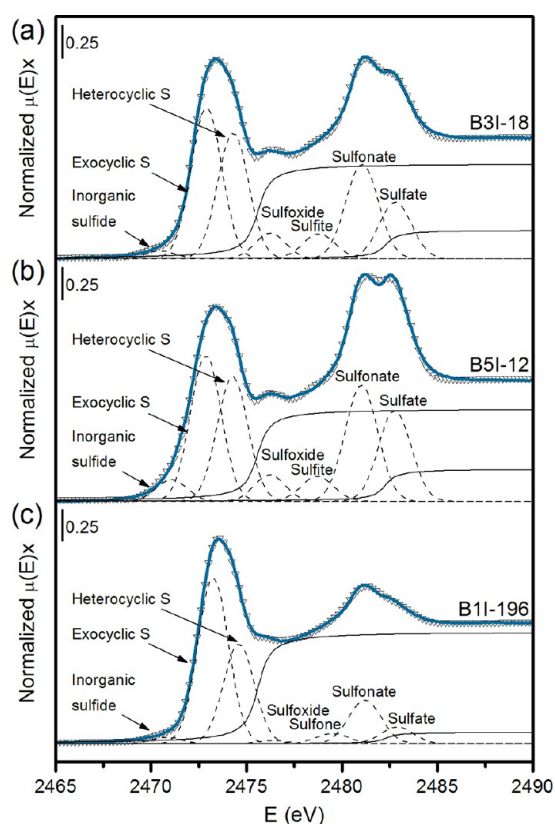 (a)
0.25
Normalized μ(E)x
Heterocyclic S
Exocyclic S
Inorganic
sulfide
Sulfoxide
Sulfite
Sulfonate
Sulfate
B3I-18
(b)
0.25
Normalized μ(E)x
Heterocyclic S
Exocyclic S
Inorganic
sulfide
Sulfoxide
Sulfite
Sulfonate
Sulfate
B5I-12
(c)
0.25
Normalized μ(E)x
Heterocyclic S
Exocyclic S
Inorganic
sulfide
Sulfoxide
Sulfone
Sulfonate
Sulfate
B1I-196
2465 2470 2475 2480 2485 2490
E (eV)